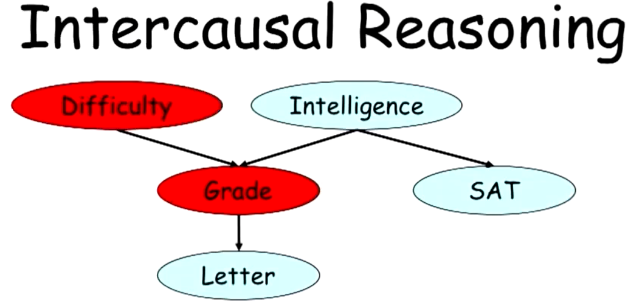 Intercausal Reasoning
Difficulty
Intelligence
Grade
SAT
Letter